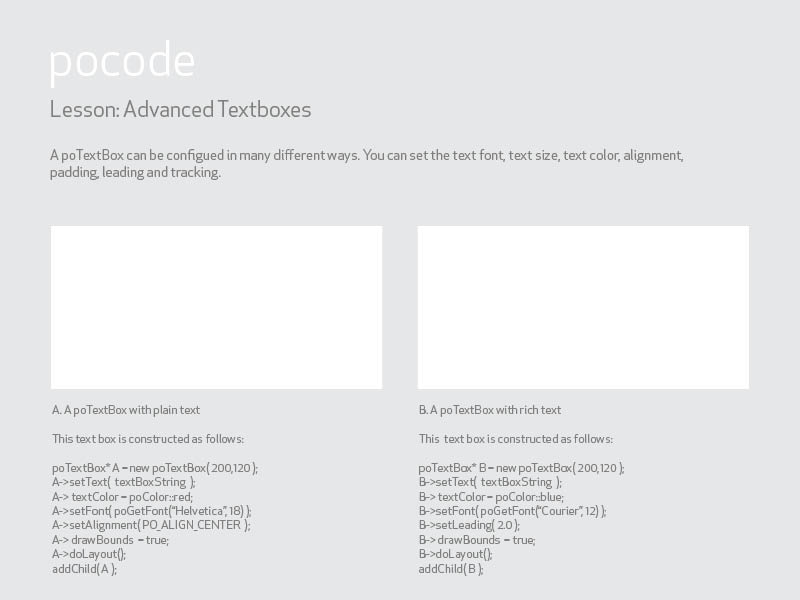 pocode
Lesson: Advanced Textboxes
A poTextBox can be configued in many different ways. You can set the text font, text size, text color, alignment,
padding, leading and tracking.
A. A poTextBox with plain text
This text box is constructed as follows:
poTextBox* A = new poTextBox( 200,120 );
A->setText( textBoxString );
A-> textColor = poColor::red;
A->setFont( poGetFont("Helvetica", 18) );
A->setAlignment( PO_ALIGN_CENTER );
A-> drawBounds = true;
A->doLayout();
addChild( A );
B. A poTextBox with rich text
This text box is constructed as follows:
poTextBox* B = new poTextBox( 200,120 );
B->setText( textBoxString );
B-> textColor = poColor::blue;
B->setFont( poGetFont("Courier", 12) );
B->setLeading( 2.0 );
B-> drawBounds = true;
B->doLayout();
addChild( B );